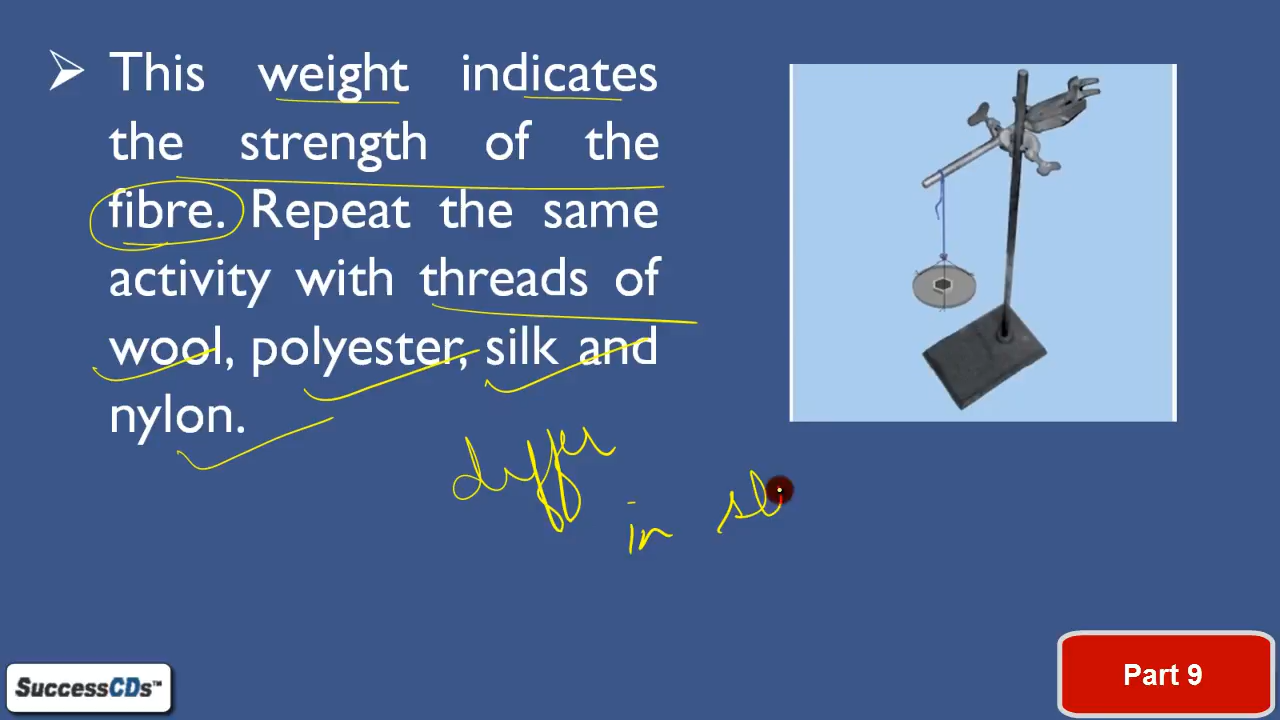 This weight indicates
the strength of the
fibre. Repeat the same
activity with threads of
wool, polyester, silk and
nylon.
differ
in
SuccessCDs™
Part 9